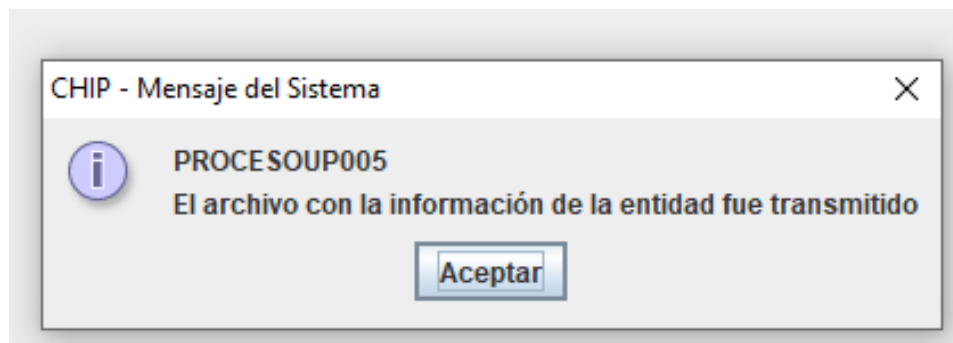 CHIP - Mensaje del Sistema
PROCESOUP005
El archivo con la información de la entidad fue transmitido
Aceptar